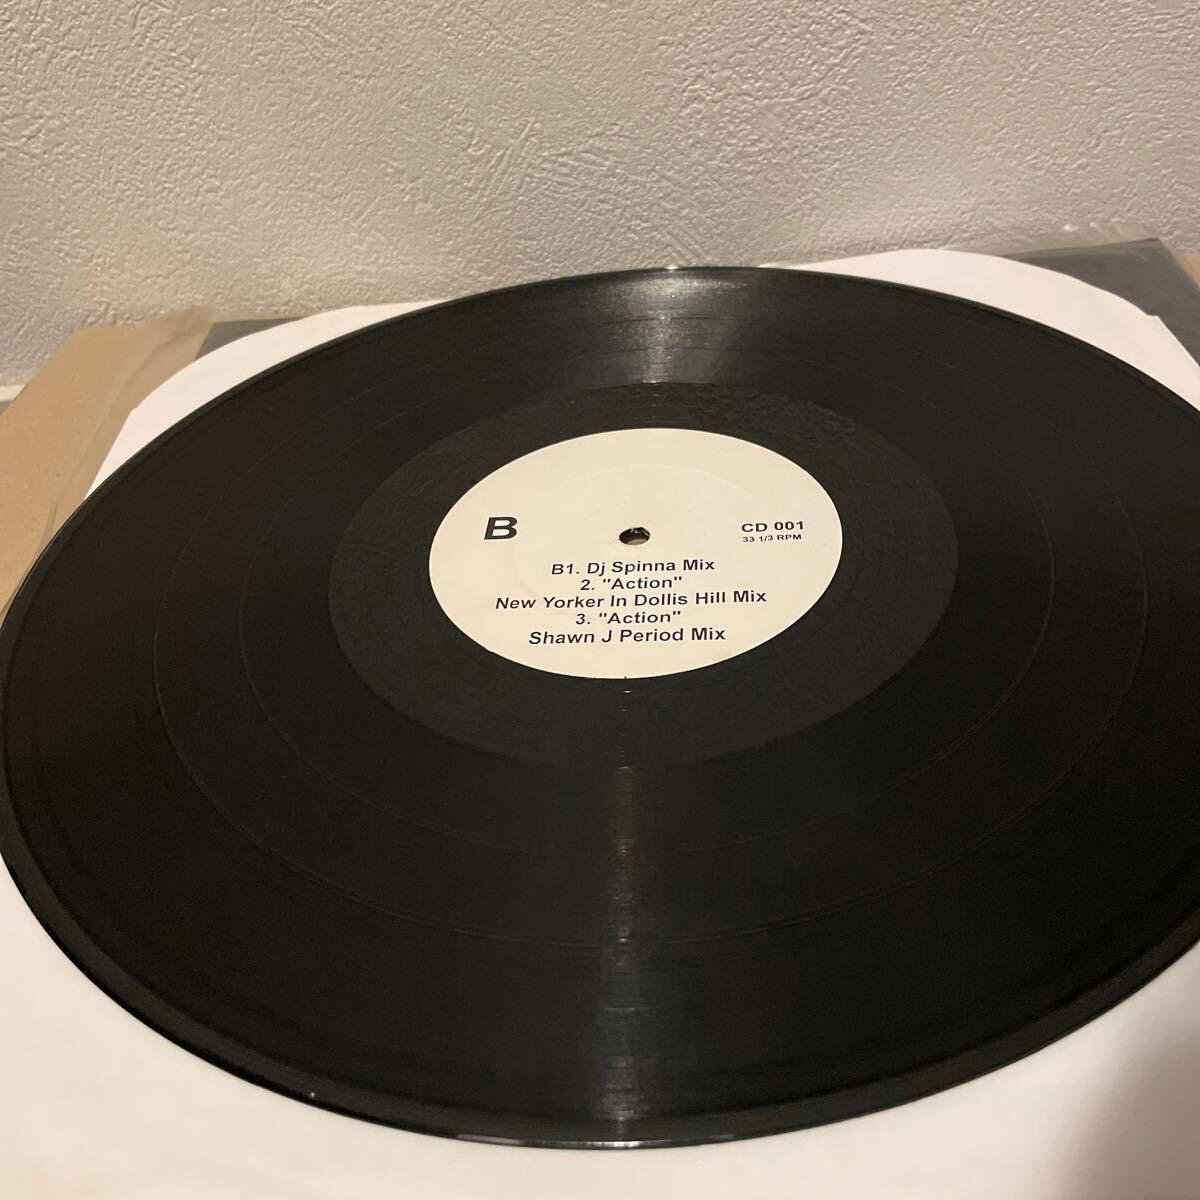 B
CD 001
33 1/3 RPM
B1. Dj Spinna Mix
2. "Action"
New Yorker In Dollis Hill Mix
3. "Action"
Shawn J Period Mix